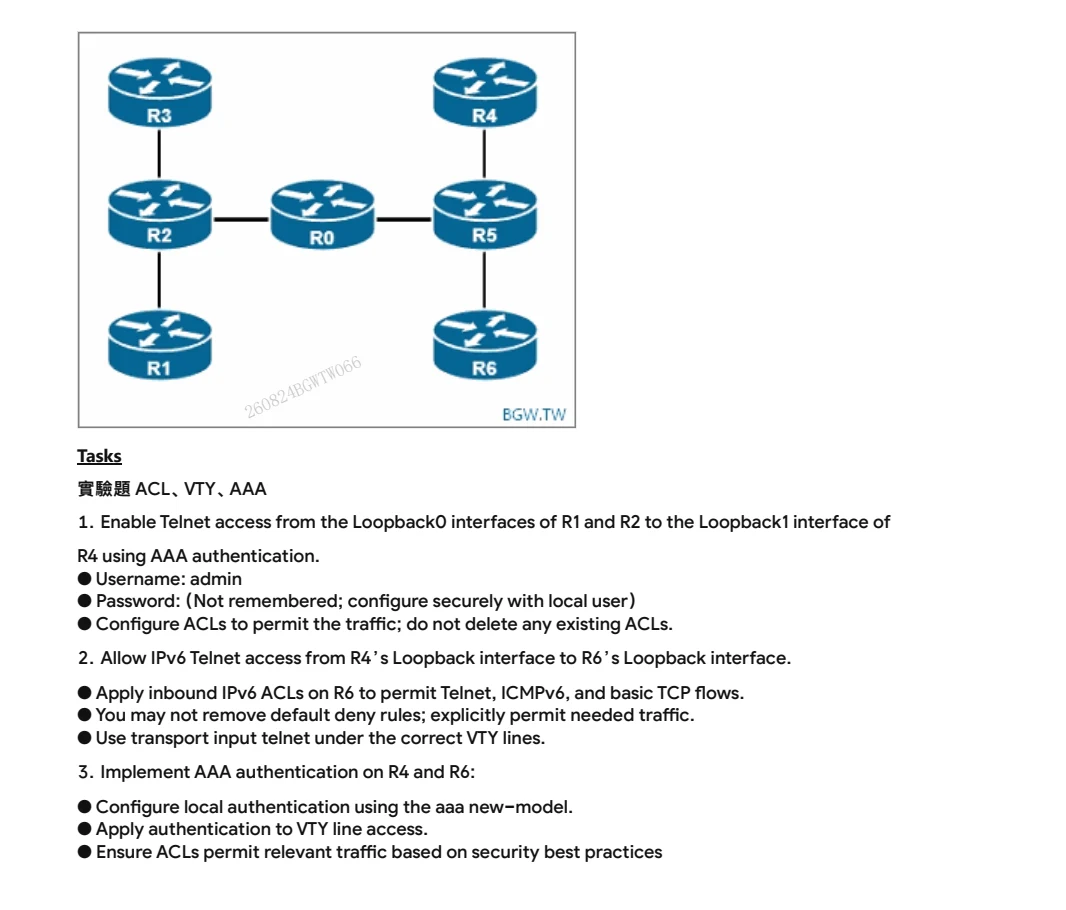 R3
R4
R2
R0
R5
R1
R6
260824BGWTW066
BGW.TW
Tasks
實驗題 ACL、VTY、AAA
1. Enable Telnet access from the Loopback0 interfaces of R1 and R2 to the Loopback1 interface of
R4 using AAA authentication.
● Username: admin
● Password: (Not remembered; configure securely with local user)
● Configure ACLs to permit the traffic; do not delete any existing ACLs.
2. Allow IPv6 Telnet access from R4’s Loopback interface to R6’s Loopback interface.
● Apply inbound IPv6 ACLs on R6 to permit Telnet, ICMPv6, and basic TCP flows.
● You may not remove default deny rules; explicitly permit needed traffic.
● Use transport input telnet under the correct VTY lines.
3. Implement AAA authentication on R4 and R6:
● Configure local authentication using the aaa new-model.
● Apply authentication to VTY line access.
● Ensure ACLs permit relevant traffic based on security best practices